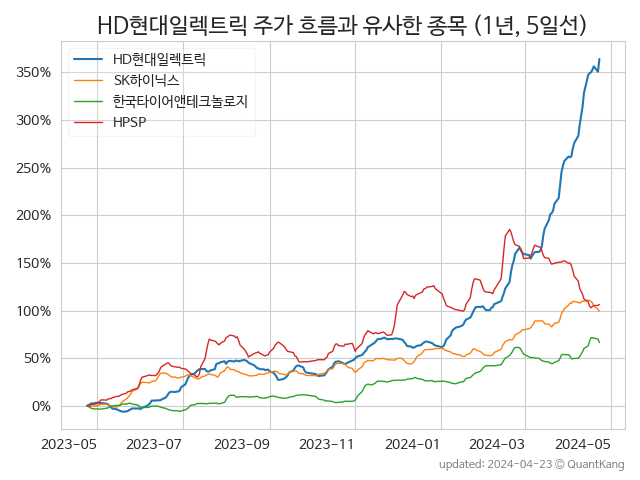 HD현대일렉트릭 주가 흐름과 유사한 종목 (1년, 5일선)
HD현대일렉트릭
SK하이닉스
한국타이어앤테크놀로지
HPSP
350%
300%
250%
200%
150%
100%
50%
0%
2023-05 2023-07 2023-09 2023-11 2024-01 2024-03 2024-05
updated: 2024-04-23 © QuantKang